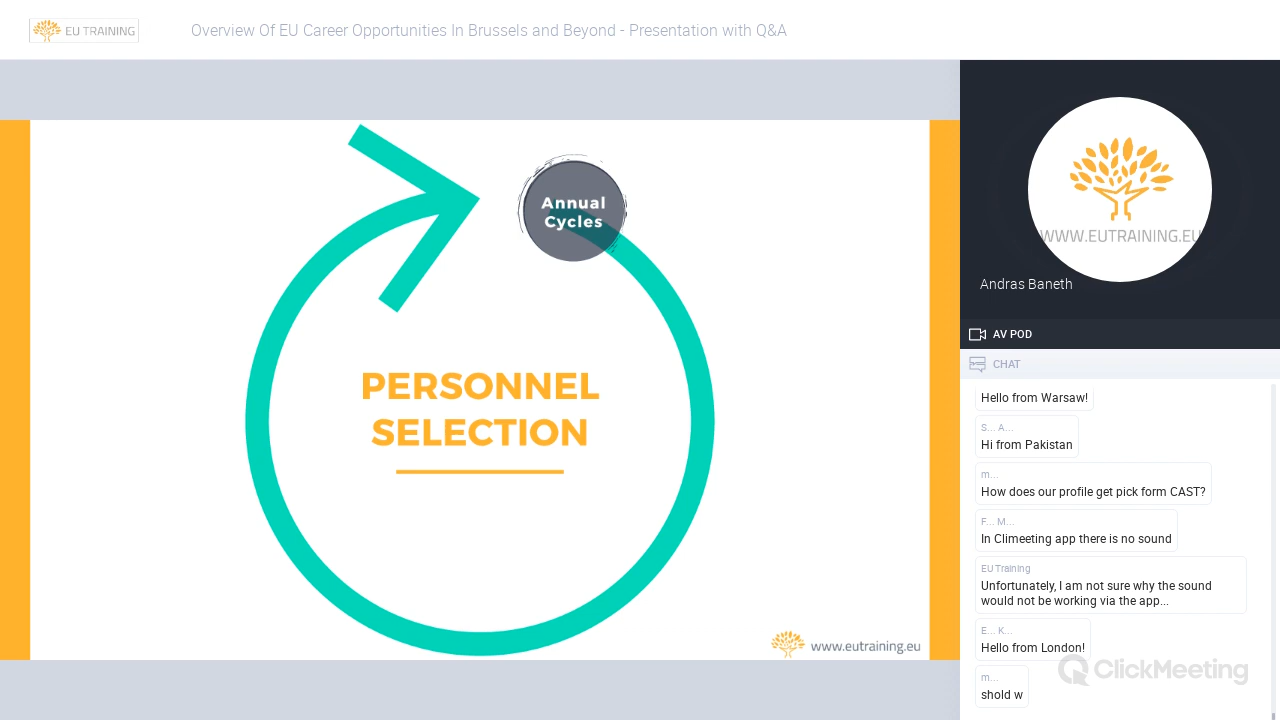 EU TRAINING
Overview Of EU Career Opportunities In Brussels and Beyond - Presentation with Q&A
Annual
Cycles
PERSONNEL
SELECTION
www.eutraining.eu
WWW.EUTRAINING.EU
Andras Baneth
AV POD
CHAT
Hello from Warsaw!
S... A...
Hi from Pakistan
m...
How does our profile get pick form CAST?
F... M...
In Climeeting app there is no sound
EU Training
Unfortunately, I am not sure why the sound
would not be working via the app...
E... K...
Hello from London!
m...
shold w
ClickMeeting